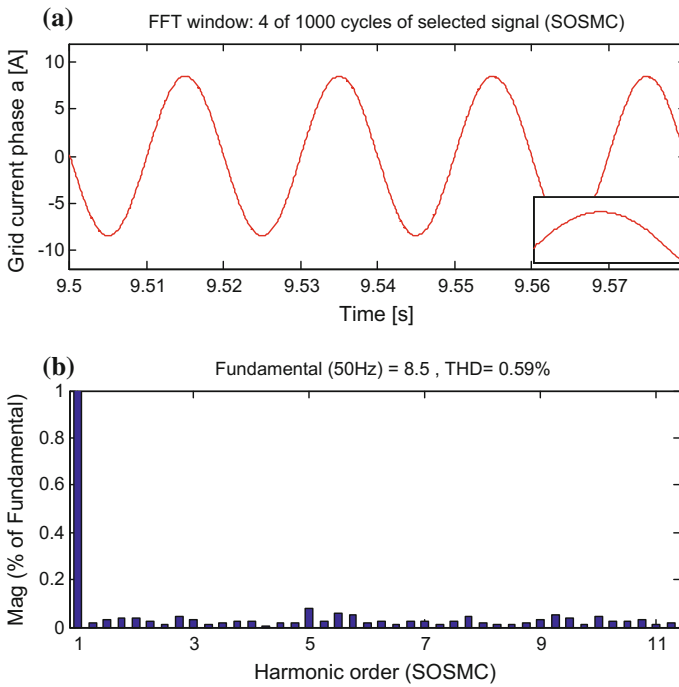 (a)
FFT window: 4 of 1000 cycles of selected signal (SOSMC)
Grid current phase a [A]
10
5
0
-5
-10
9.5 9.51 9.52 9.53 9.54 9.55 9.56 9.57
Time [s]
(b)
Fundamental (50Hz) = 8.5 , THD= 0.59%
Mag (% of Fundamental)
1
0.8
0.6
0.4
0.2
0
1 3 5 7 9 11
Harmonic order (SOSMC)